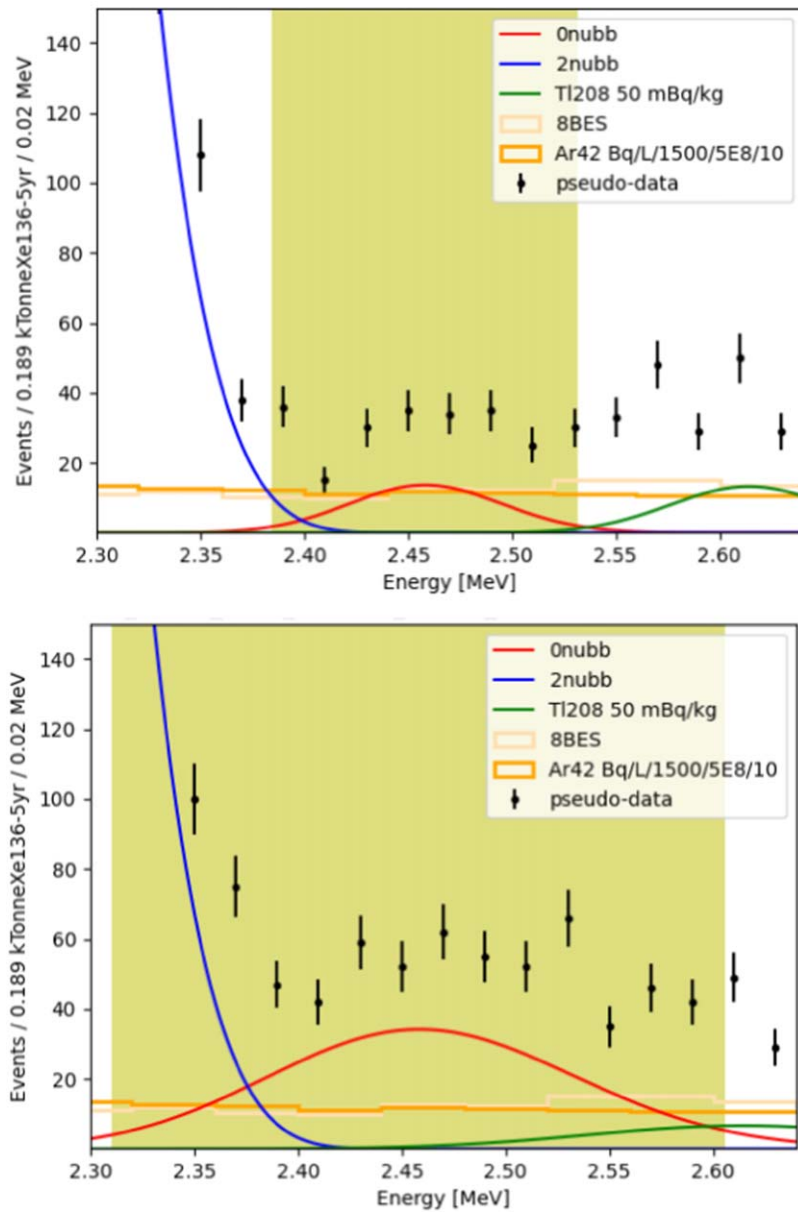 140
120
100
80
60
40
20
Events / 0.189 kTonneXe136-5yr / 0.02 MeV
0nubb
2nubb
Tl208 50 mBq/kg
8BES
Ar42 Bq/L/1500/5E8/10
pseudo-data
2.30 2.35 2.40 2.45 2.50 2.55 2.60
Energy [MeV]
140
120
100
80
60
40
20
Events / 0.189 kTonneXe136-5yr / 0.02 MeV
0nubb
2nubb
Tl208 50 mBq/kg
8BES
Ar42 Bq/L/1500/5E8/10
pseudo-data
2.30 2.35 2.40 2.45 2.50 2.55 2.60
Energy [MeV]